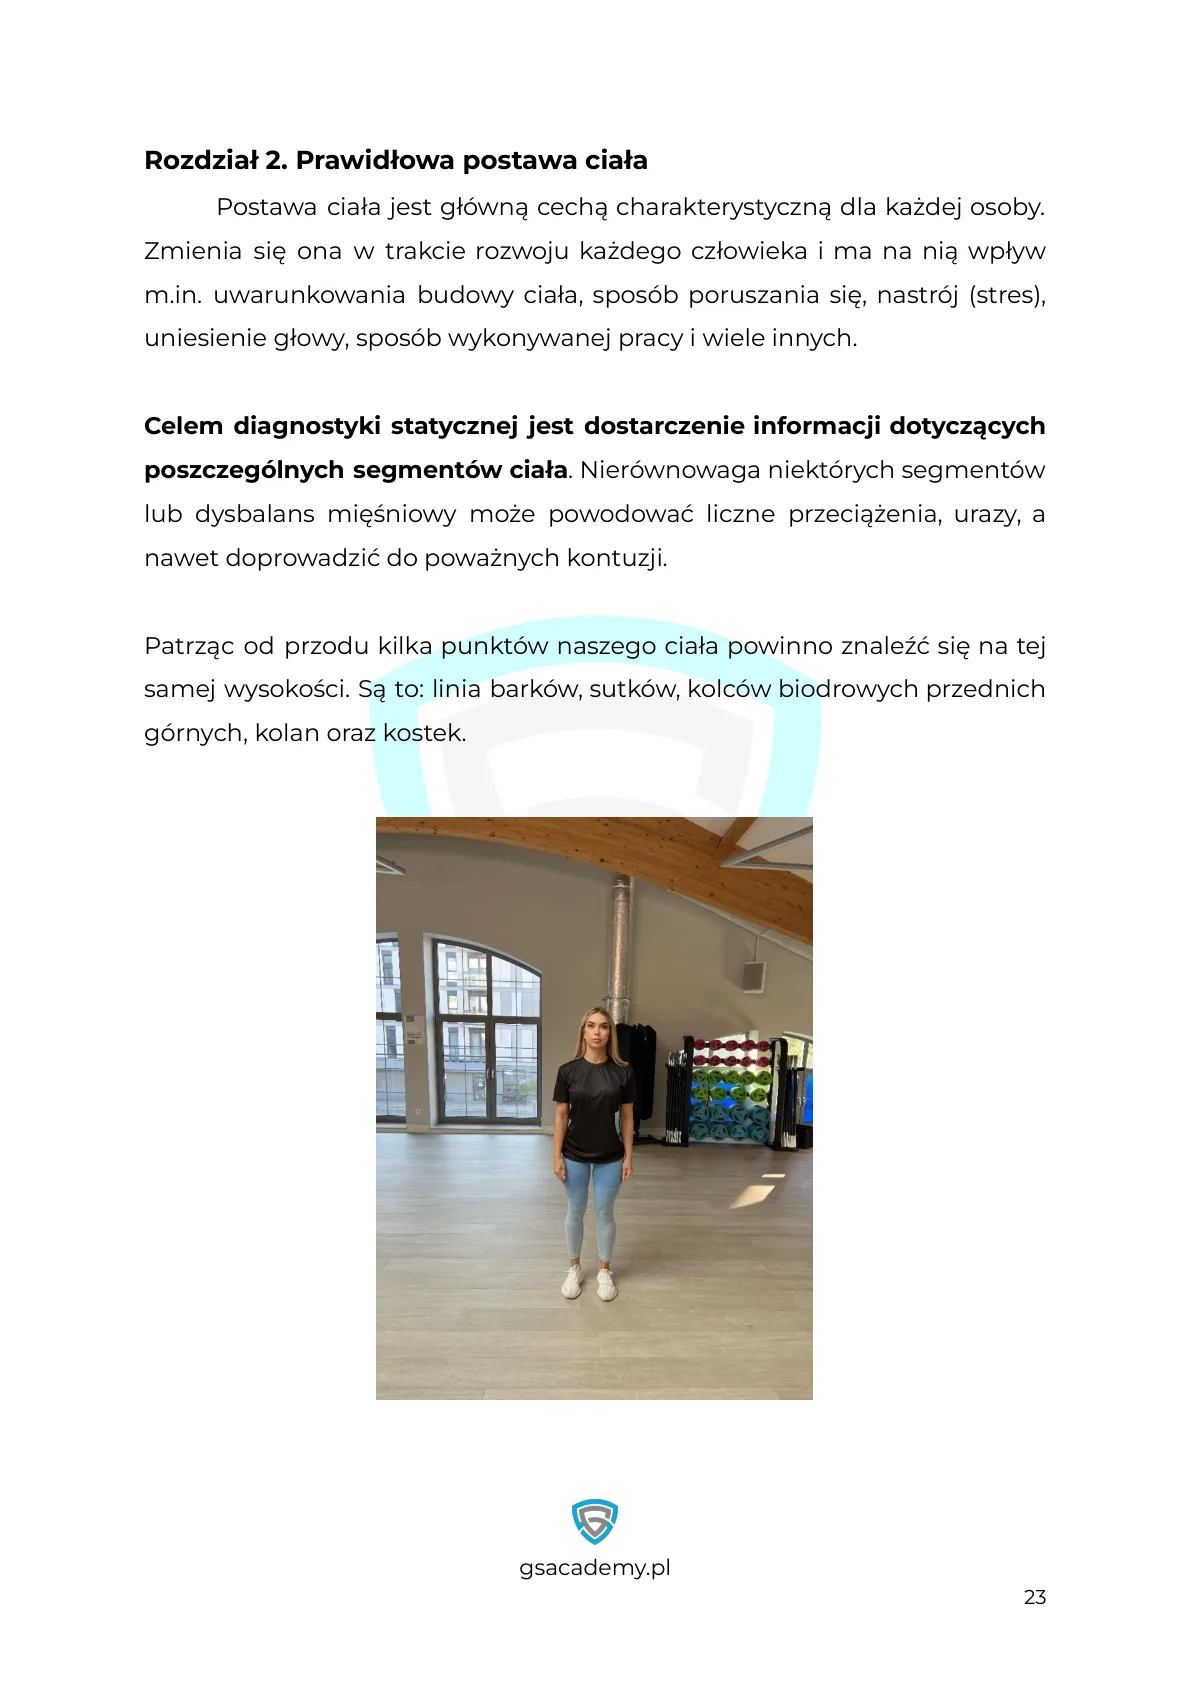 Rozdział 2. Prawidłowa postawa ciała
Postawa ciała jest główną cechą charakterystyczną dla każdej osoby.
Zmienia się ona w trakcie rozwoju każdego człowieka i ma na nią wpływ
m.in. uwarunkowania budowy ciała, sposób poruszania się, nastrój (stres),
uniesienie głowy, sposób wykonywanej pracy i wiele innych.
Celem diagnostyki statycznej jest dostarczenie informacji dotyczących
poszczególnych segmentów ciała. Nierównowaga niektórych segmentów
lub dysbalans mięśniowy może powodować liczne przeciążenia, urazy, a
nawet doprowadzić do poważnych kontuzji.
Patrząc od przodu kilka punktów naszego ciała powinno znaleźć się na tej
samej wysokości. Są to: linia barków, sutków, kolców biodrowych przednich
górnych, kolan oraz kostek.
gsacademy.pl
23